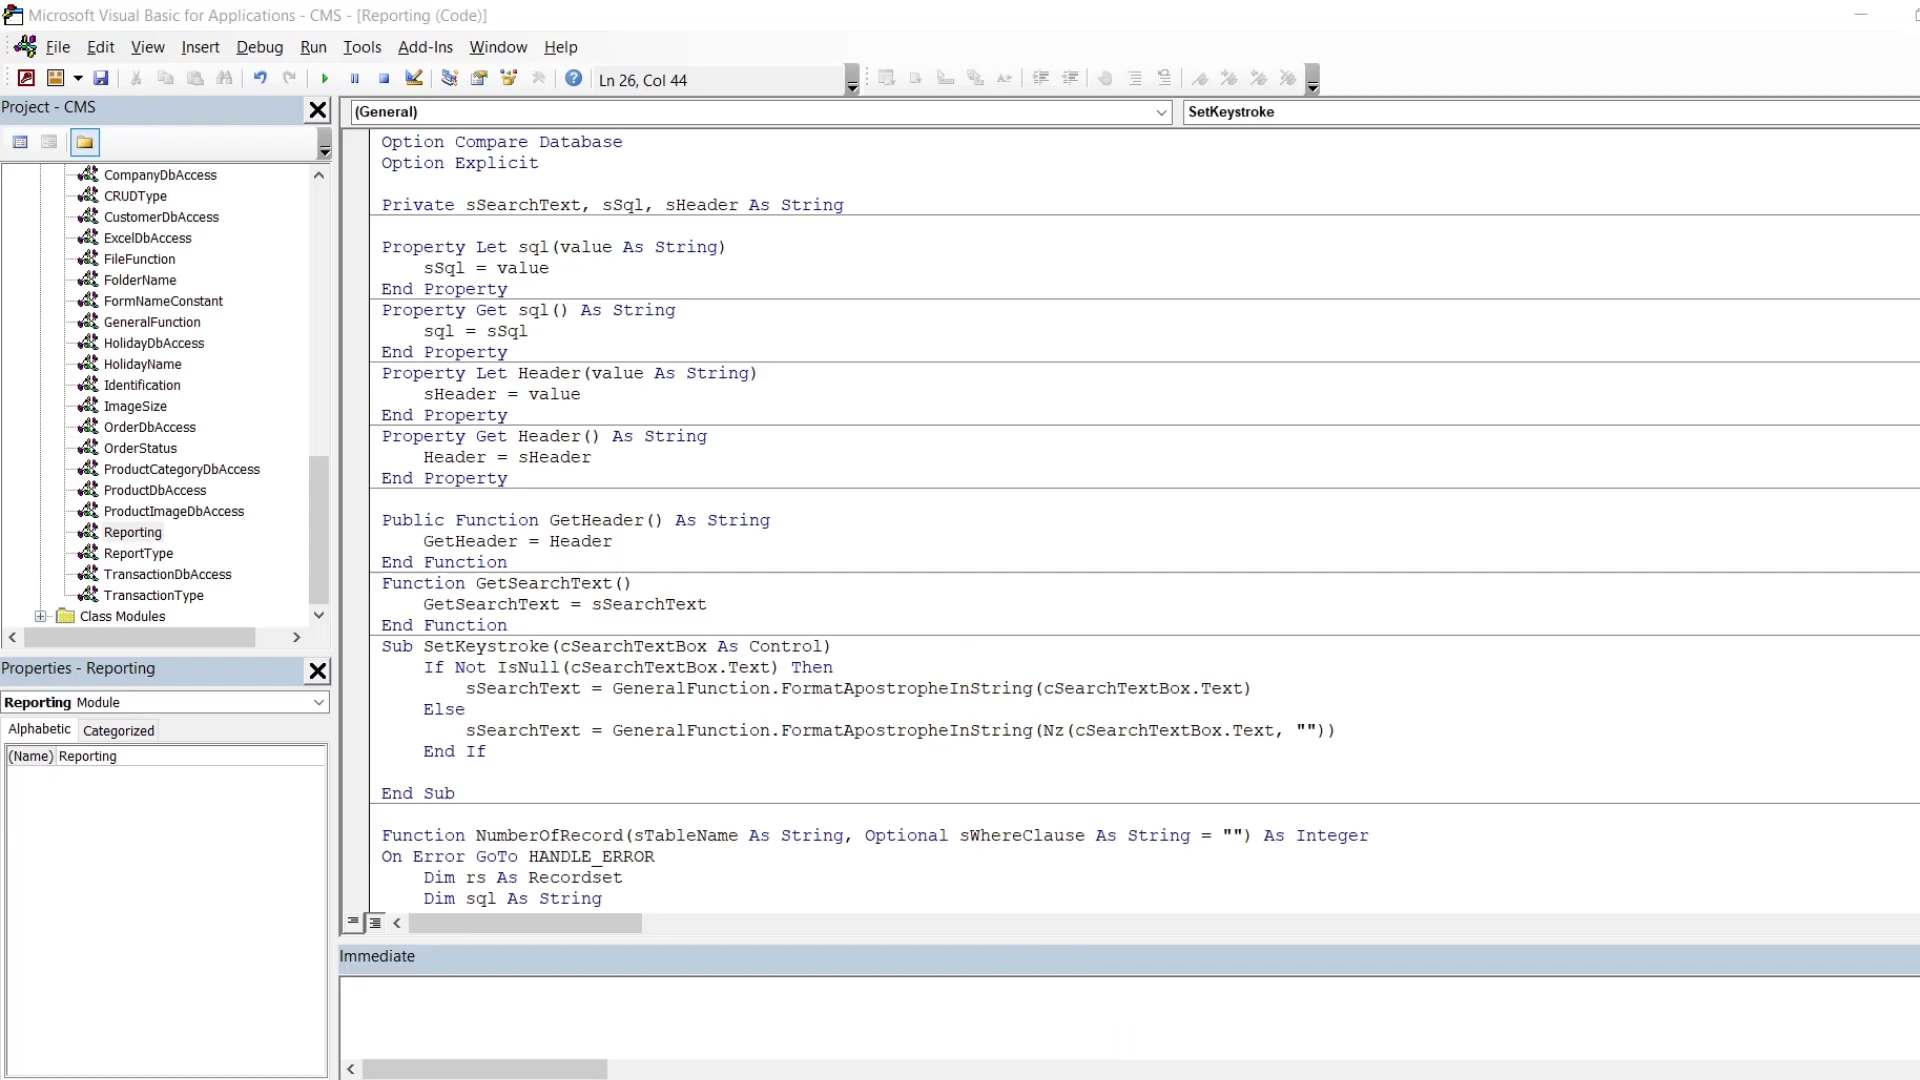 Microsoft Visual Basic for Applications - CMS - [Reporting (Code)]
File Edit View Insert Debug Run Tools Add-Ins Window Help
Ln 26, Col 44
Project - CMS
CompanyDbAccess
CRUDType
CustomerDbAccess
ExcelDbAccess
FileFunction
FolderName
FormNameConstant
GeneralFunction
HolidayDbAccess
HolidayName
Identification
ImageSize
OrderDbAccess
OrderStatus
ProductCategoryDbAccess
ProductDbAccess
ProductImageDbAccess
Reporting
ReportType
TransactionDbAccess
TransactionType
Class Modules
Properties - Reporting
Reporting Module
Alphabetic Categorized
(Name) Reporting
(General) SetKeystroke
Option Compare Database
Option Explicit
Private sSearchText, sSql, sHeader As String
Property Let sql(value As String)
sSql = value
End Property
Property Get sql() As String
sql = sSql
End Property
Property Let Header(value As String)
sHeader = value
End Property
Property Get Header() As String
Header = sHeader
End Property
Public Function GetHeader() As String
GetHeader = Header
End Function
Function GetSearchText()
GetSearchText = sSearchText
End Function
Sub SetKeystroke(cSearchTextBox As Control)
If Not IsNull(cSearchTextBox.Text) Then
sSearchText = GeneralFunction.FormatApostropheInString(cSearchTextBox.Text)
Else
sSearchText = GeneralFunction.FormatApostropheInString(Nz(cSearchTextBox.Text, ""))
End If
End Sub
Function NumberOfRecord(sTableName As String, Optional sWhereClause As String = "") As Integer
On Error GoTo HANDLE_ERROR
Dim rs As Recordset
Dim sql As String
Immediate